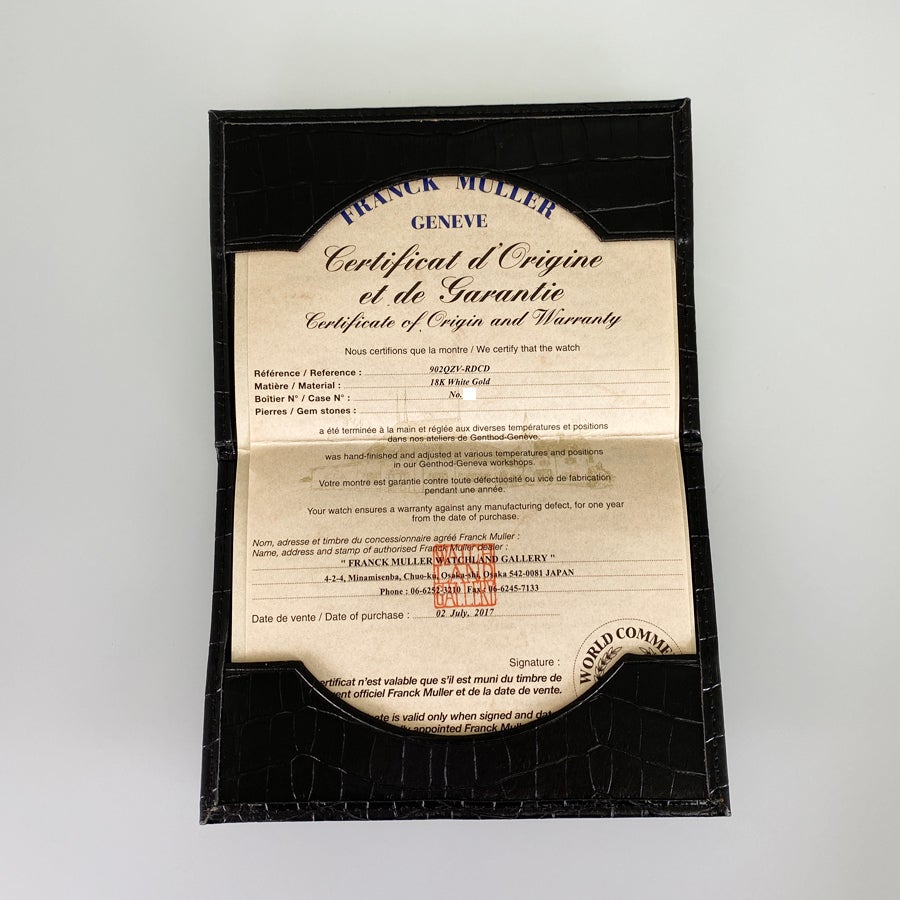 FRANCK MULLER
GENEVE
Certificat d'Origine
et de Garantie
Certificate of Origin and Warranty
Nous certifions que la montre / We certify that the watch
Référence / Reference : 902QZV-RDCD
Matière / Material : 18K White Gold
Boîtier N° / Case N° : No.
Pierres / Gem stones :
a été terminée à la main et réglée aux diverses températures et positions
dans nos ateliers de Genthod-Genève.
was hand-finished and adjusted at various temperatures and positions
in our Genthod-Geneva workshops.
Votre montre est garantie contre toute défectuosité ou vice de fabrication
pendant une année.
Your watch ensures a warranty against any manufacturing defect, for one year
from the date of purchase.
Nom, adresse et timbre du concessionnaire agréé Franck Muller :
Name, address and stamp of authorised Franck Muller dealer :
" FRANCK MULLER WATCHLAND GALLERY "
4-2-4, Minamisenba, Chuo-ku, Osaka-shi, Osaka 542-0081 JAPAN
Phone : 06-6252-3210 Fax : 06-6245-7133
WATCH
LAND
GALLERY
Date de vente / Date of purchase : 02 July, 2017
Signature :
WORLD COMME
ertificat n'est valable que s'il est muni du timbre de
ent officiel Franck Muller et de la date de vente.
ate is valid only when signed and dat
ly appointed Franck Mull